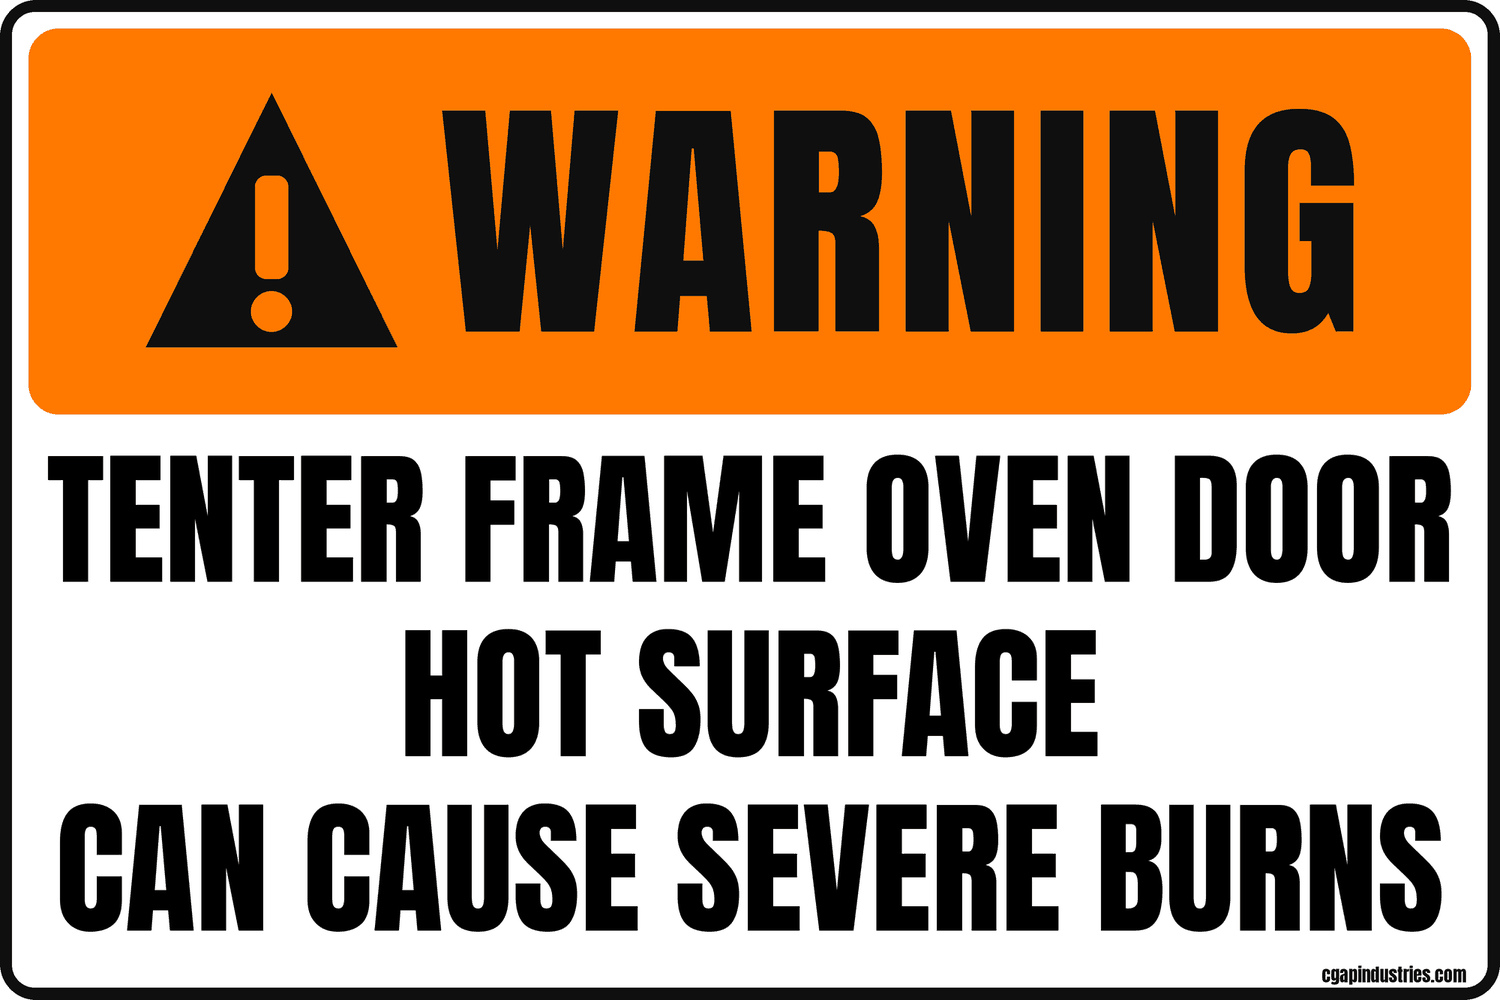 WARNING
TENTER FRAME OVEN DOOR
HOT SURFACE
CAN CAUSE SEVERE BURNS
cgapindustries.com